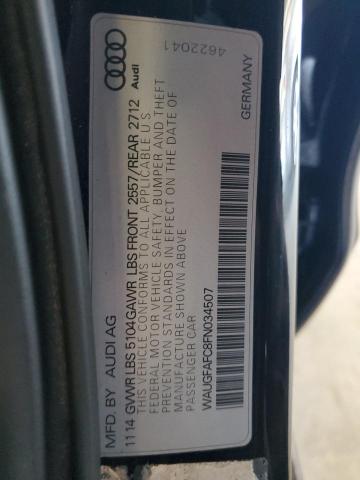 MFD. BY AUDI AG
11 14 GVWR LBS 5104 GAWR LBS FRONT 2557/REAR 2712
THIS VEHICLE CONFORMS TO ALL APPLICABLE U S
FEDERAL MOTOR VEHICLE SAFETY, BUMPER AND THEFT
PREVENTION STANDARDS IN EFFECT ON THE DATE OF
MANUFACTURE SHOWN ABOVE
PASSENGER CAR
WAUGFAFC8FN034507
Audi
4622041
GERMANY